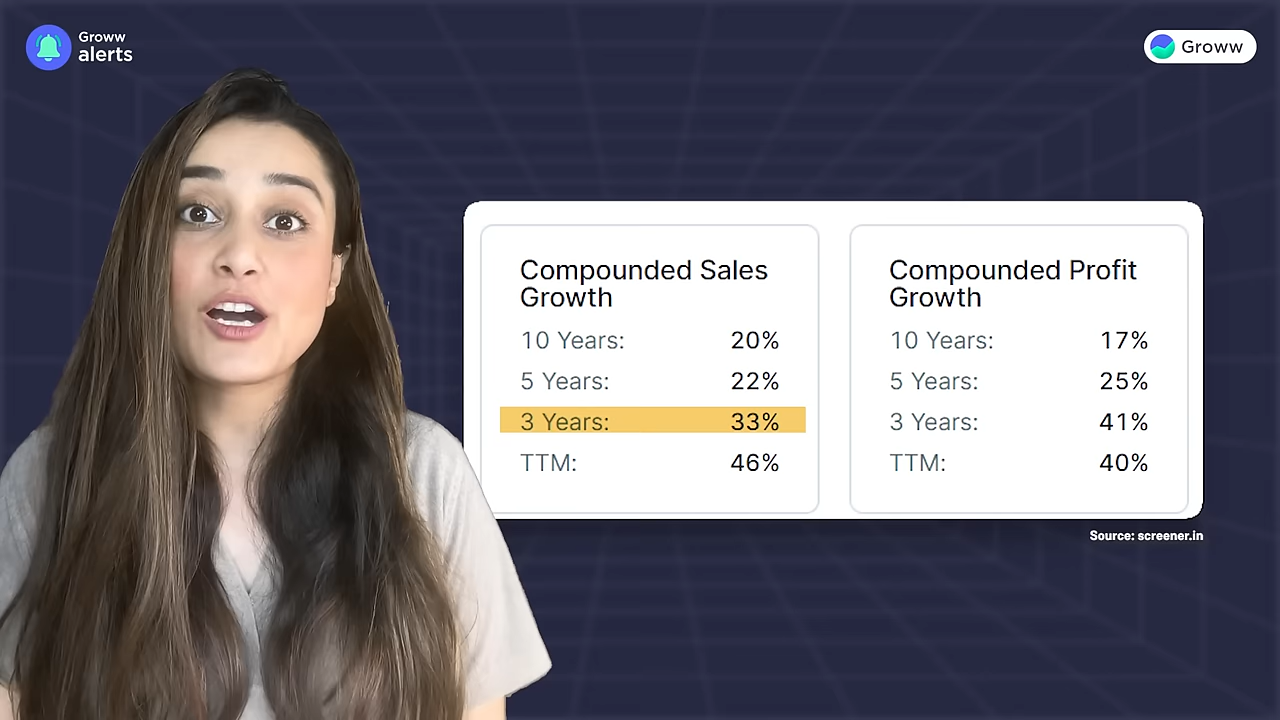 Groww
alerts
Groww
Compounded Sales
Growth
10 Years: 20%
5 Years: 22%
3 Years: 33%
TTM: 46%
Compounded Profit
Growth
10 Years: 17%
5 Years: 25%
3 Years: 41%
TTM: 40%
Source: screener.in